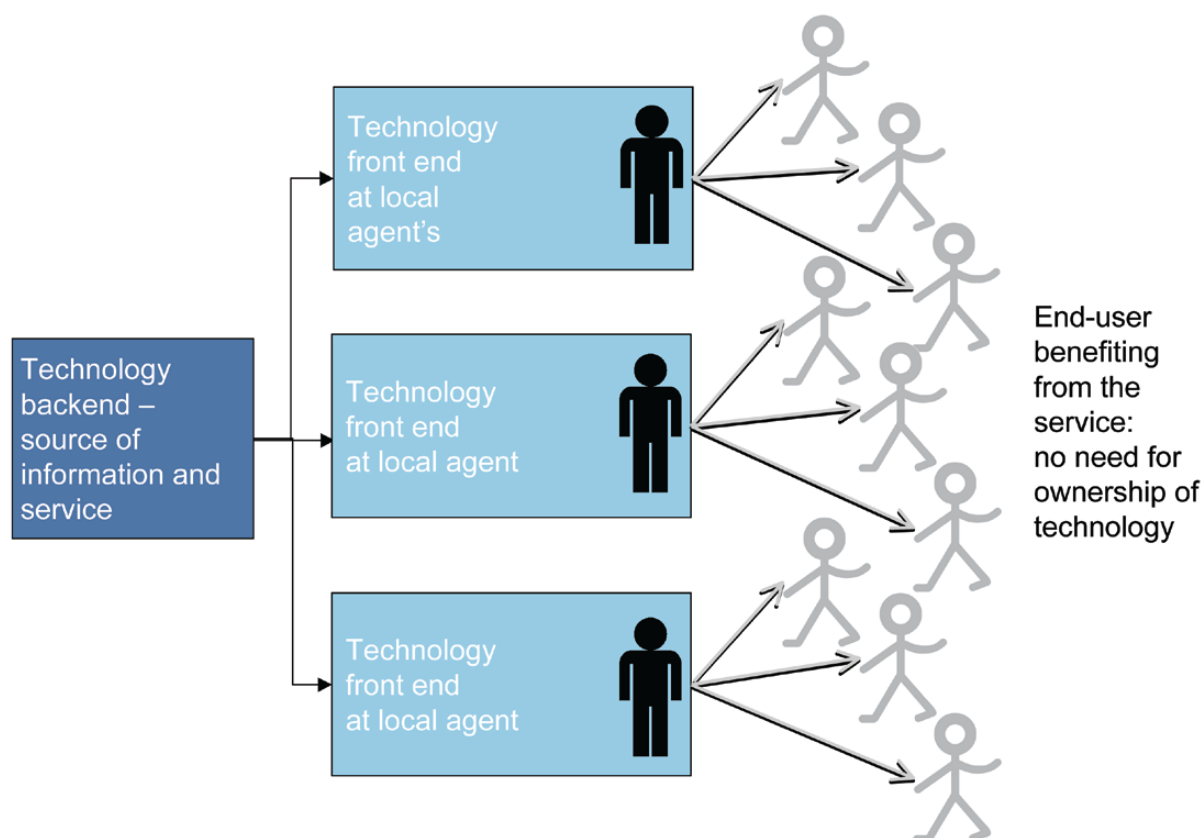 Technology
front end
at local
agent's
Technology
backend –
source of
information and
service
Technology
front end
at local agent
Technology
front end
at local agent
End-user
benefiting
from the
service:
no need for
ownership of
technology